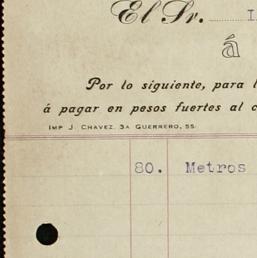 El Sr.
á
Por lo siguiente, para
á pagar en pesos fuertes al
IMP J. CHAVEZ. 3A GUERRERO, 55.
80. Metros